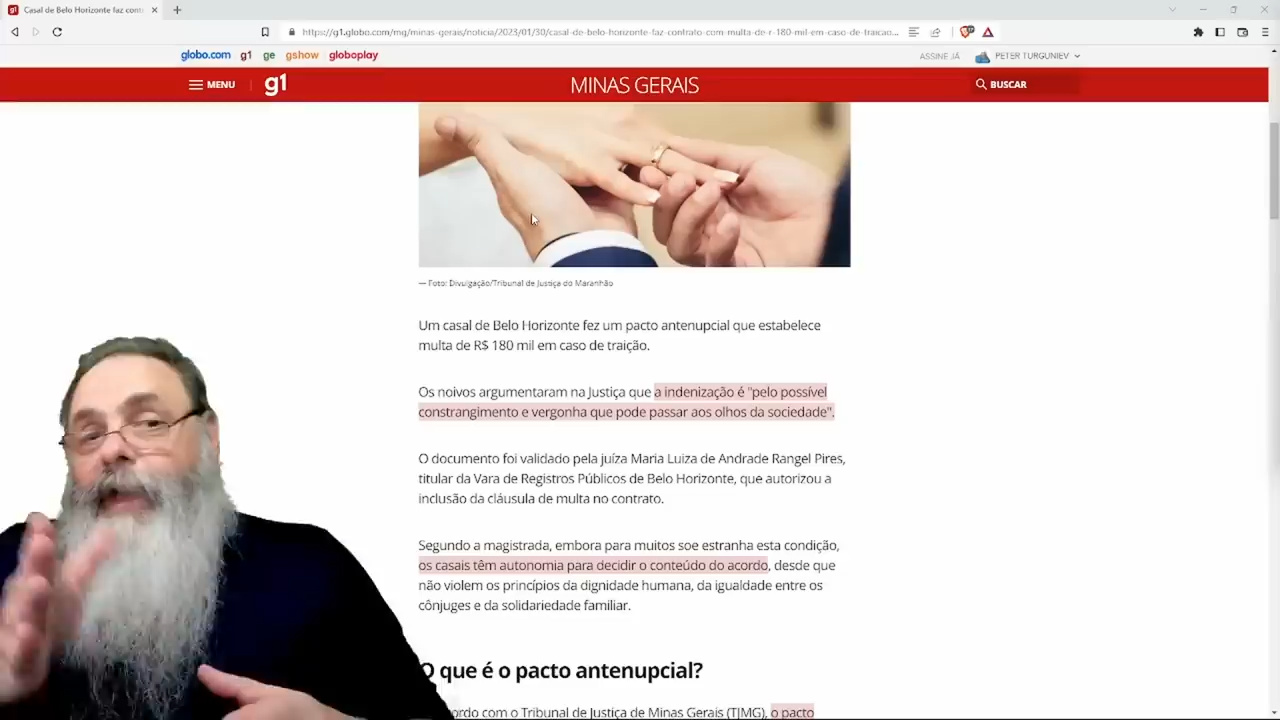 Casal de Belo Horizonte faz cont
https://g1.globo.com/mg/minas-gerais/noticia/2023/01/30/casal-de-belo-horizonte-faz-contrato-com-multa-de-r-180-mil-em-caso-de-traicao...
globo.com g1 ge gshow globoplay
ASSINE JÁ PETER TURGUNIEV
MENU g1 MINAS GERAIS BUSCAR
— Foto: Divulgação/Tribunal de Justiça do Maranhão
Um casal de Belo Horizonte fez um pacto antenupcial que estabelece
multa de R$ 180 mil em caso de traição.
Os noivos argumentaram na Justiça que a indenização é "pelo possível
constrangimento e vergonha que pode passar aos olhos da sociedade".
O documento foi validado pela juíza Maria Luiza de Andrade Rangel Pires,
titular da Vara de Registros Públicos de Belo Horizonte, que autorizou a
inclusão da cláusula de multa no contrato.
Segundo a magistrada, embora para muitos soe estranha esta condição,
os casais têm autonomia para decidir o conteúdo do acordo, desde que
não violem os princípios da dignidade humana, da igualdade entre os
cônjuges e da solidariedade familiar.
O que é o pacto antenupcial?
ordo com o Tribunal de Justiça de Minas Gerais (TJMG), o pacto